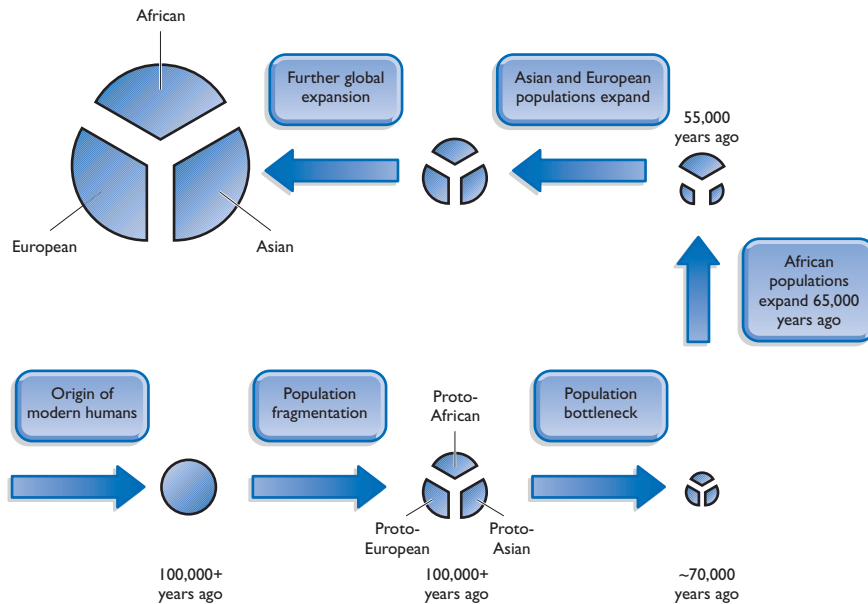 African
Further global
expansion
Asian and European
populations expand
55,000
years ago
European
Asian
African
populations
expand 65,000
years ago
Origin of
modern humans
Population
fragmentation
Proto-
African
Population
bottleneck
Proto-
European
Proto-
Asian
100,000+
years ago
100,000+
years ago
~70,000
years ago